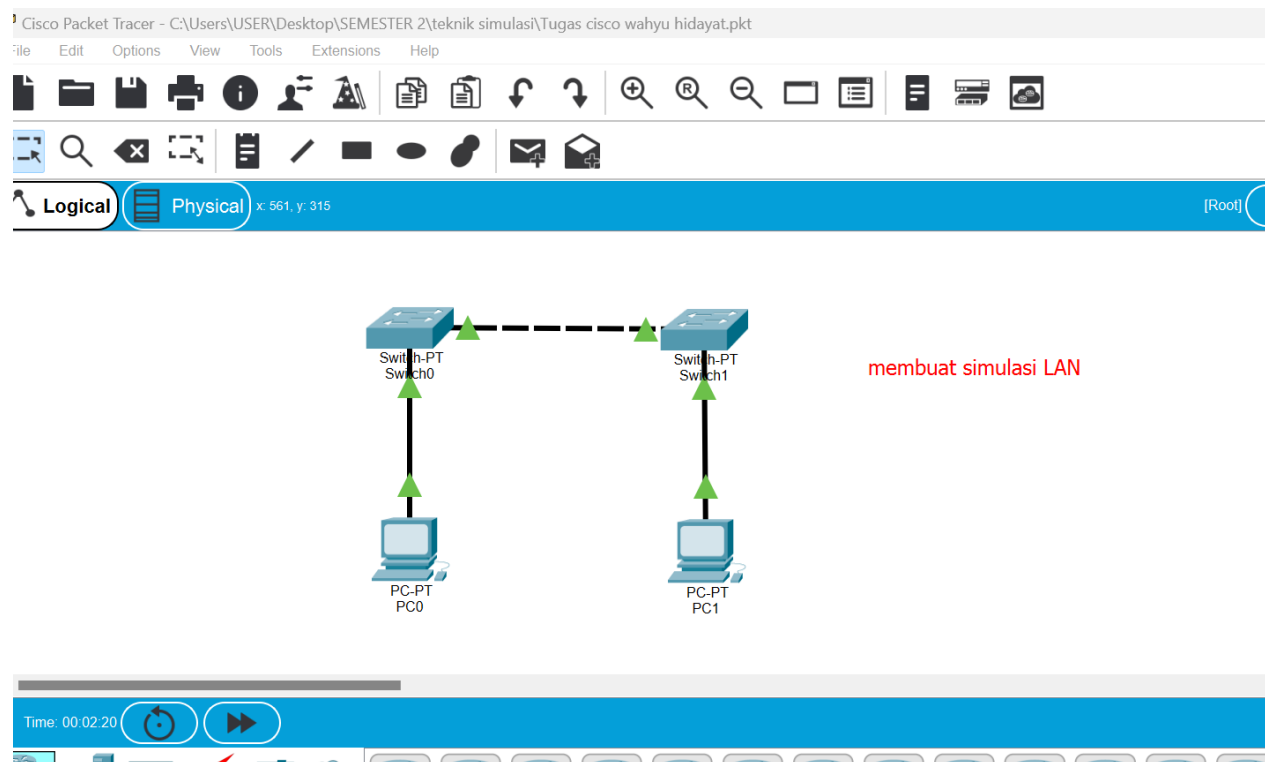 Cisco Packet Tracer - C:\Users\USER\Desktop\SEMESTER 2\teknik simulasi\Tugas cisco wahyu hidayat.pkt
File Edit Options View Tools Extensions Help
Logical Physical x: 561, y: 315 [Root]
Switch-PT Switch-PT
Switch0 Switch1
membuat simulasi LAN
PC-PT PC-PT
PC0 PC1
Time: 00:02:20